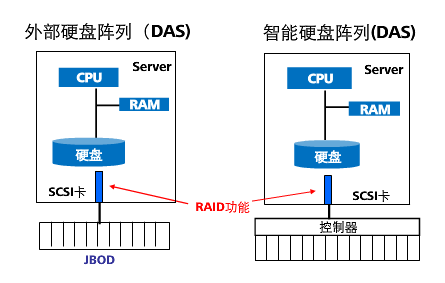 外部硬盘阵列（DAS)
智能硬盘阵列(DAS)
Server
CPU
RAM
硬盘
SCSI卡
JBOD
RAID功能
Server
CPU
RAM
硬盘
SCSI卡
控制器